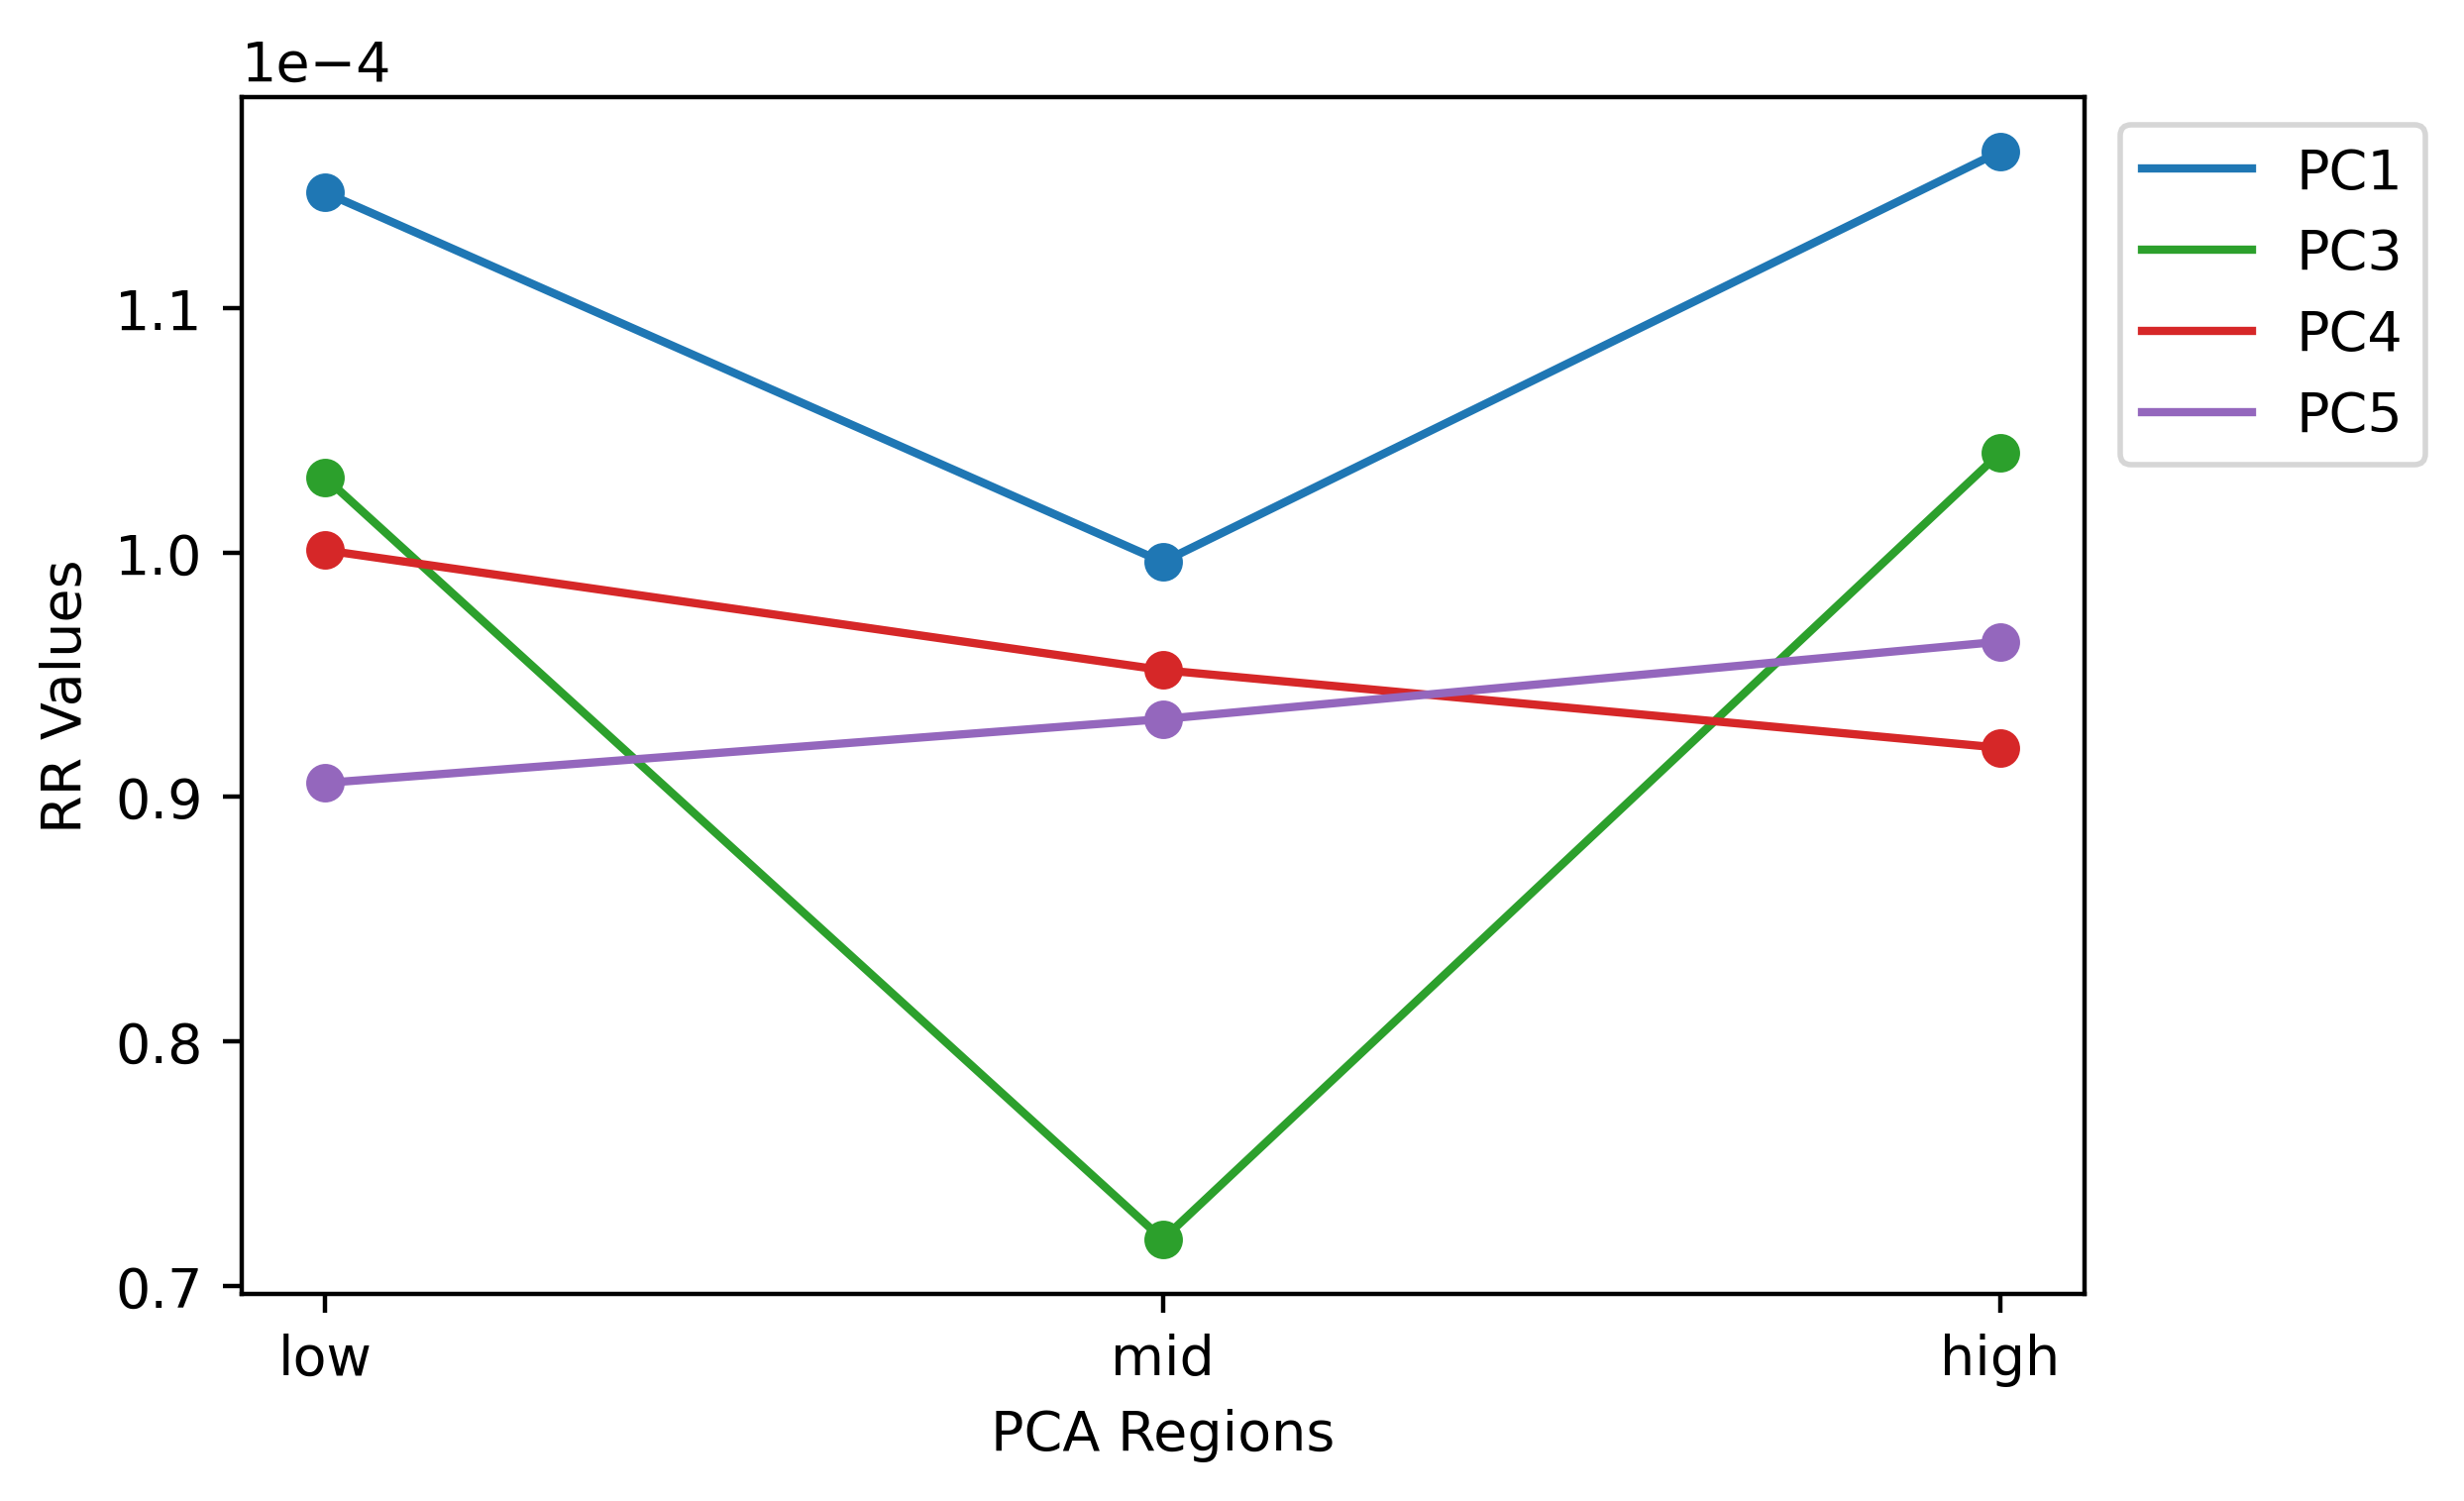 1e−4
1.1
1.0
0.9
0.8
0.7
RR Values
low
mid
high
PCA Regions
PC1
PC3
PC4
PC5